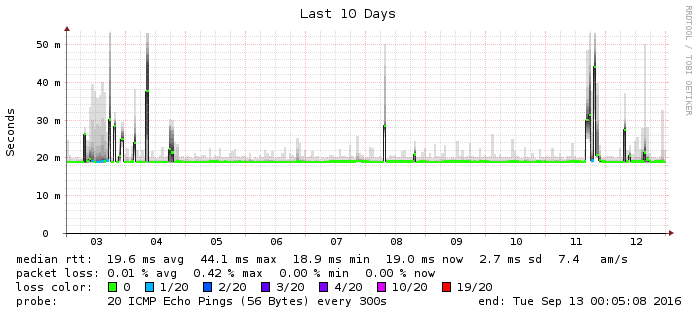 Last 10 Days
RRDTOOL / TOBI OETIKER
Seconds
50 m
40 m
30 m
20 m
10 m
0
03 04 05 06 07 08 09 10 11 12
median rtt: 19.6 ms avg 44.1 ms max 18.9 ms min 19.0 ms now 2.7 ms sd 7.4 am/s
packet loss: 0.01 % avg 0.42 % max 0.00 % min 0.00 % now
loss color: 0 1/20 2/20 3/20 4/20 10/20 19/20
probe: 20 ICMP Echo Pings (56 Bytes) every 300s end: Tue Sep 13 00:05:08 2016